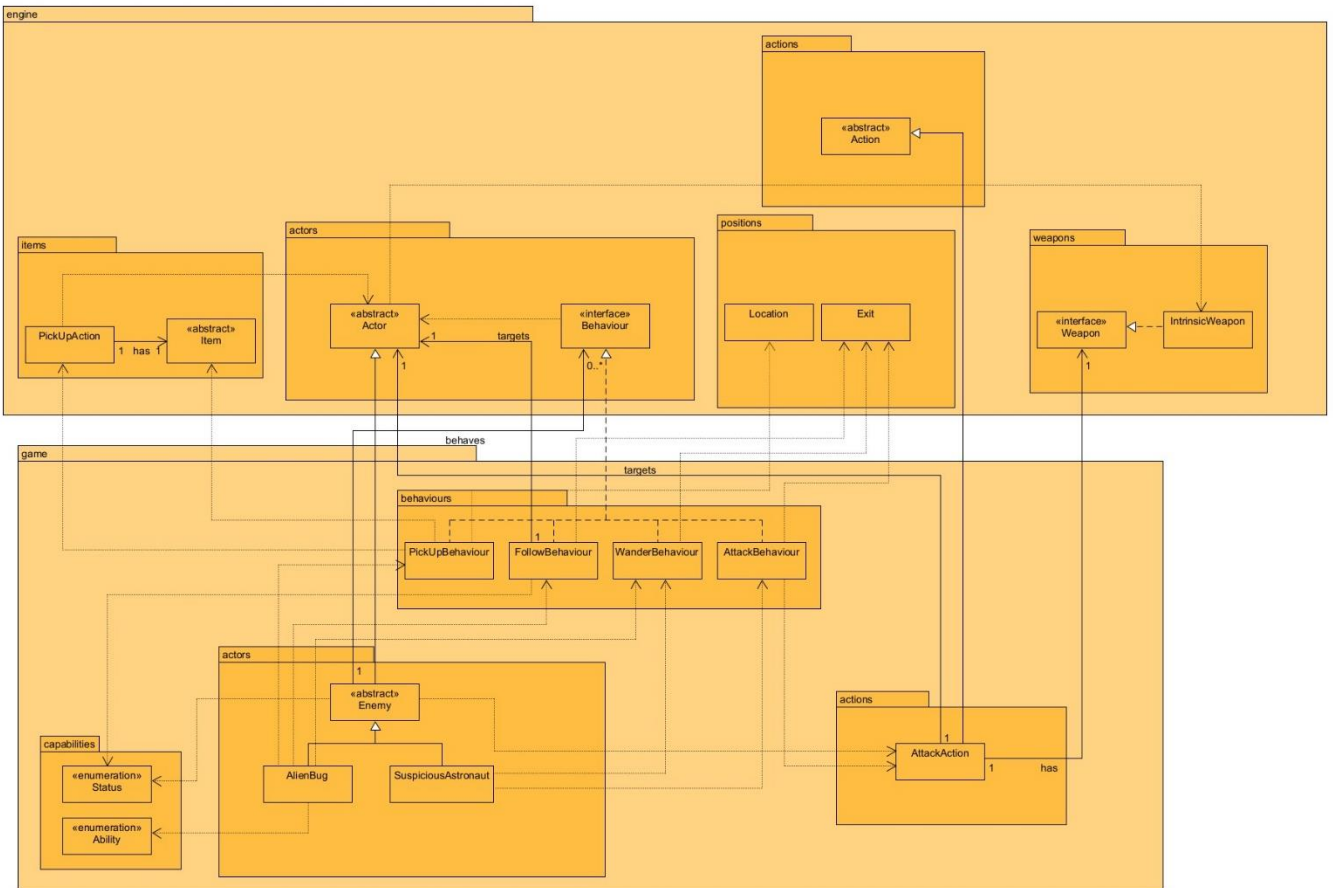 engine
actions
«abstract»
Action
items
PickUpAction
1 has 1
«abstract»
Item
actors
«abstract»
Actor
«interface»
Behaviour
1
targets
1
0..*
positions
Location
Exit
weapons
«interface»
Weapon
IntrinsicWeapon
1
behaves
game
targets
behaviours
1
PickUpBehaviour
FollowBehaviour
WanderBehaviour
AttackBehaviour
actors
1
«abstract»
Enemy
AlienBug
SuspiciousAstronaut
capabilities
«enumeration»
Status
«enumeration»
Ability
actions
1
AttackAction
1
has